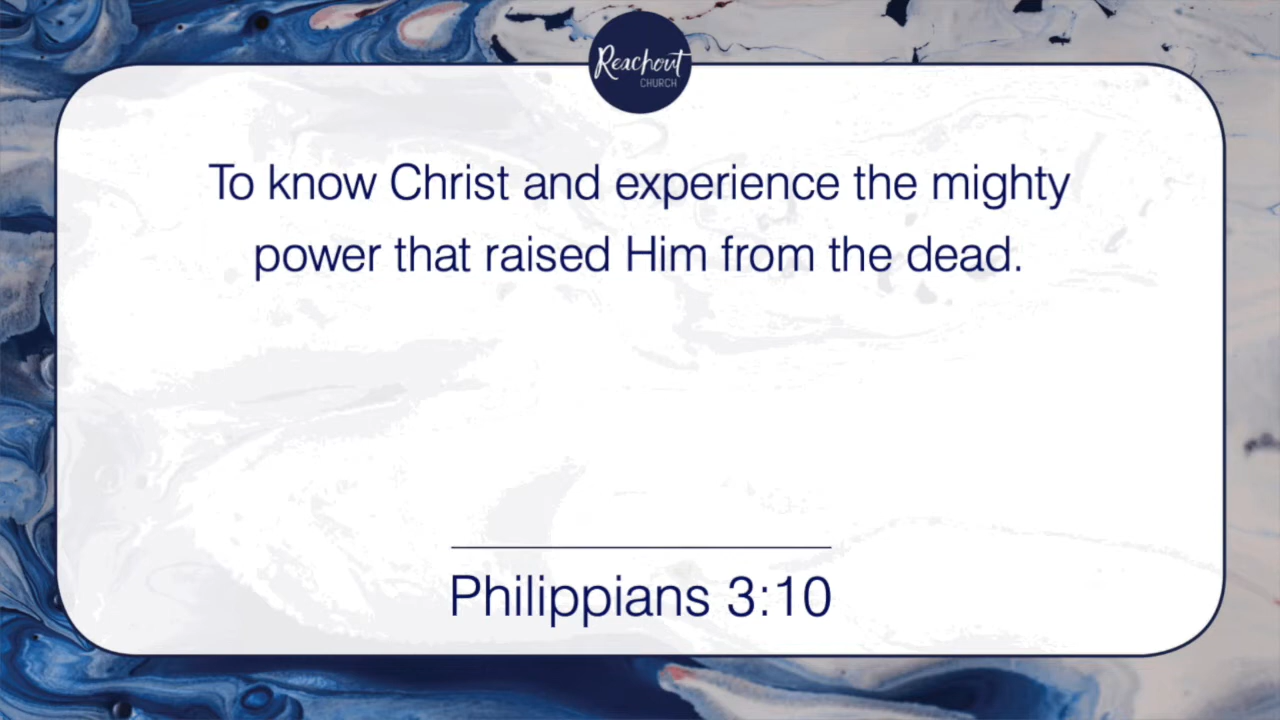 Reachout
CHURCH
To know Christ and experience the mighty
power that raised Him from the dead.
Philippians 3:10